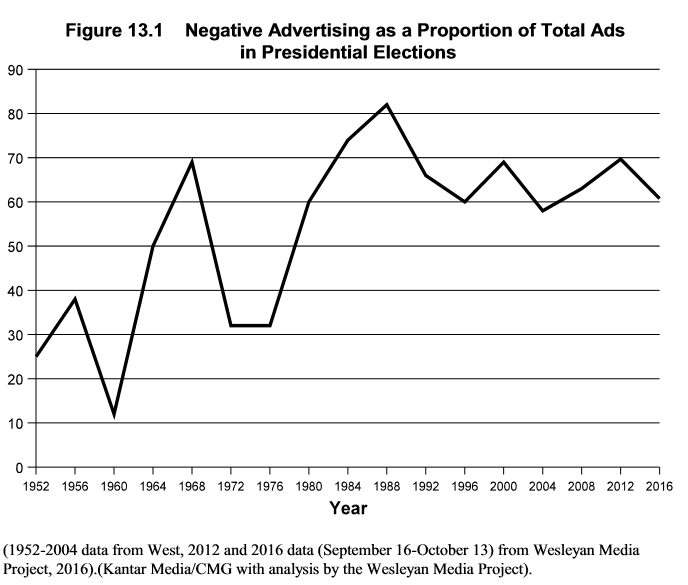 Figure 13.1 Negative Advertising as a Proportion of Total Ads
in Presidential Elections
90
80
70
60
50
40
30
20
10
0
1952 1956 1960 1964 1968 1972 1976 1980 1984 1988 1992 1996 2000 2004 2008 2012 2016
Year
(1952-2004 data from West, 2012 and 2016 data (September 16-October 13) from Wesleyan Media
Project, 2016).(Kantar Media/CMG with analysis by the Wesleyan Media Project).